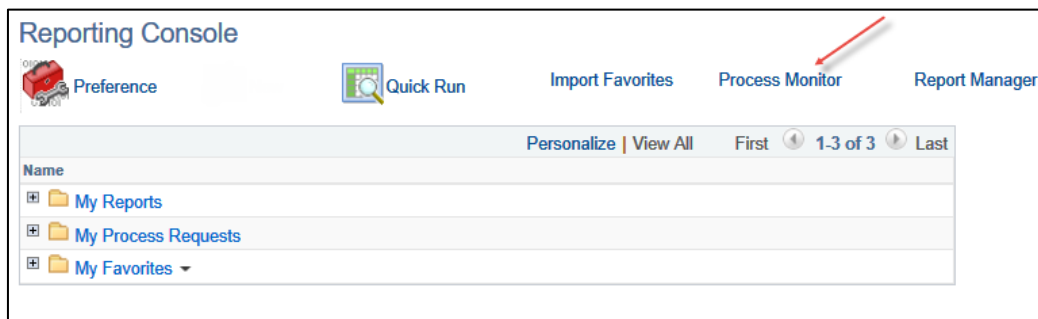 Reporting Console
Preference Quick Run Import Favorites Process Monitor Report Manager
Personalize | View All First 1-3 of 3 Last
Name
My Reports
My Process Requests
My Favorites